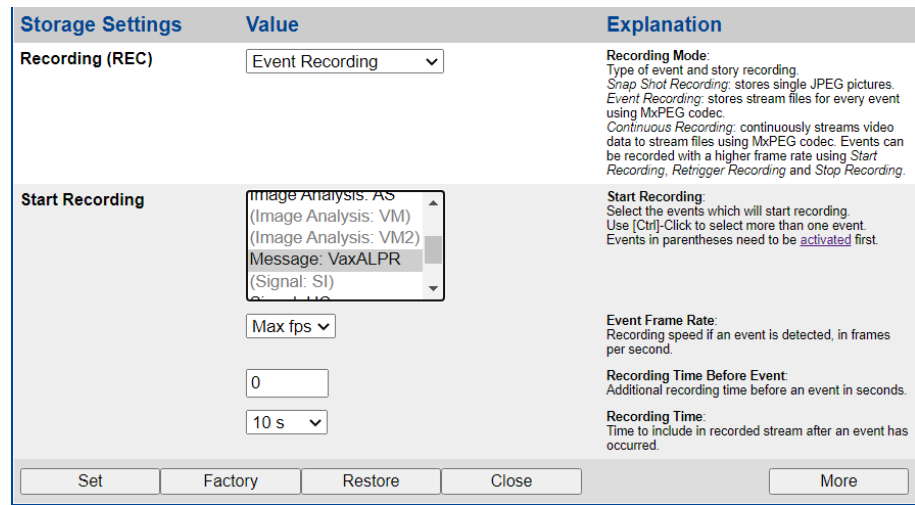 Storage Settings Value Explanation
Recording (REC)
Event Recording
Recording Mode:
Type of event and story recording.
Snap Shot Recording: stores single JPEG pictures.
Event Recording: stores stream files for every event
using MxPEG codec.
Continuous Recording: continuously streams video
data to stream files using MxPEG codec. Events can
be recorded with a higher frame rate using Start
Recording, Retrigger Recording and Stop Recording.
Start Recording
Image Analysis: AS
(Image Analysis: VM)
(Image Analysis: VM2)
Message: VaxALPR
(Signal: SI)
Start Recording:
Select the events which will start recording.
Use [Ctrl]-Click to select more than one event.
Events in parentheses need to be activated first.
Max fps
Event Frame Rate:
Recording speed if an event is detected, in frames
per second.
0
Recording Time Before Event:
Additional recording time before an event in seconds.
10 s
Recording Time:
Time to include in recorded stream after an event has
occurred.
Set Factory Restore Close More